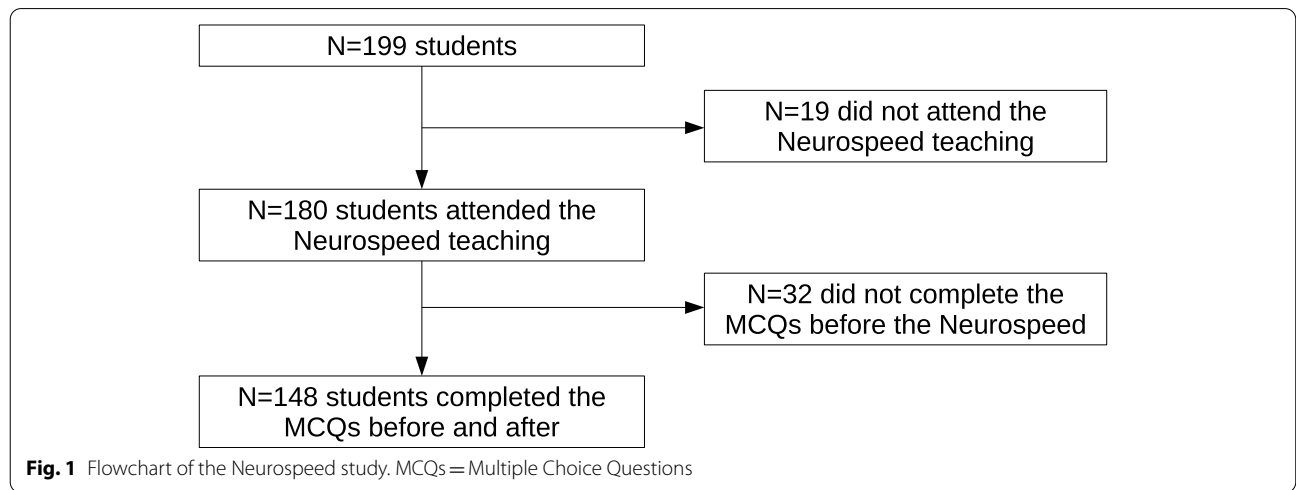 N=199 students
N=19 did not attend the
Neurospeed teaching
N=180 students attended the
Neurospeed teaching
N=32 did not complete the
MCQs before the Neurospeed
N=148 students completed the
MCQs before and after
Fig. 1 Flowchart of the Neurospeed study. MCQs = Multiple Choice Questions